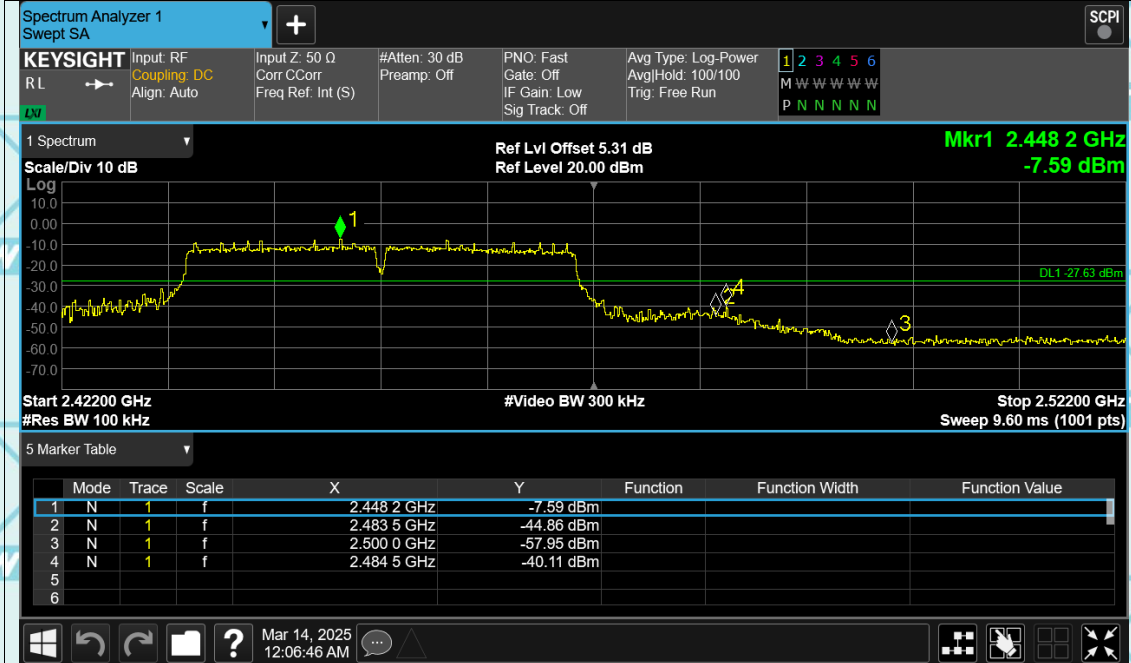 Spectrum Analyzer 1
Swept SA
+
SCPI
KEYSIGHT
RL
LXI
Input: RF
Coupling: DC
Align: Auto
Input Z: 50 Ω
Corr CCorr
Freq Ref: Int (S)
#Atten: 30 dB
Preamp: Off
PNO: Fast
Gate: Off
IF Gain: Low
Sig Track: Off
Avg Type: Log-Power
Avg|Hold: 100/100
Trig: Free Run
1 2 3 4 5 6
M W W W W W
P N N N N N
1 Spectrum
Scale/Div 10 dB
Log
Ref Lvl Offset 5.31 dB
Ref Level 20.00 dBm
Mkr1 2.448 2 GHz
-7.59 dBm
10.0
0.00
-10.0
-20.0
-30.0
-40.0
-50.0
-60.0
-70.0
1
2
4
3
DL1 -27.63 dBm
Start 2.42200 GHz
#Res BW 100 kHz
#Video BW 300 kHz
Stop 2.52200 GHz
Sweep 9.60 ms (1001 pts)
5 Marker Table
Mode Trace Scale X Y Function Function Width Function Value
1 N 1 f 2.448 2 GHz -7.59 dBm
2 N 1 f 2.483 5 GHz -44.86 dBm
3 N 1 f 2.500 0 GHz -57.95 dBm
4 N 1 f 2.484 5 GHz -40.11 dBm
5
6
?
Mar 14, 2025
12:06:46 AM